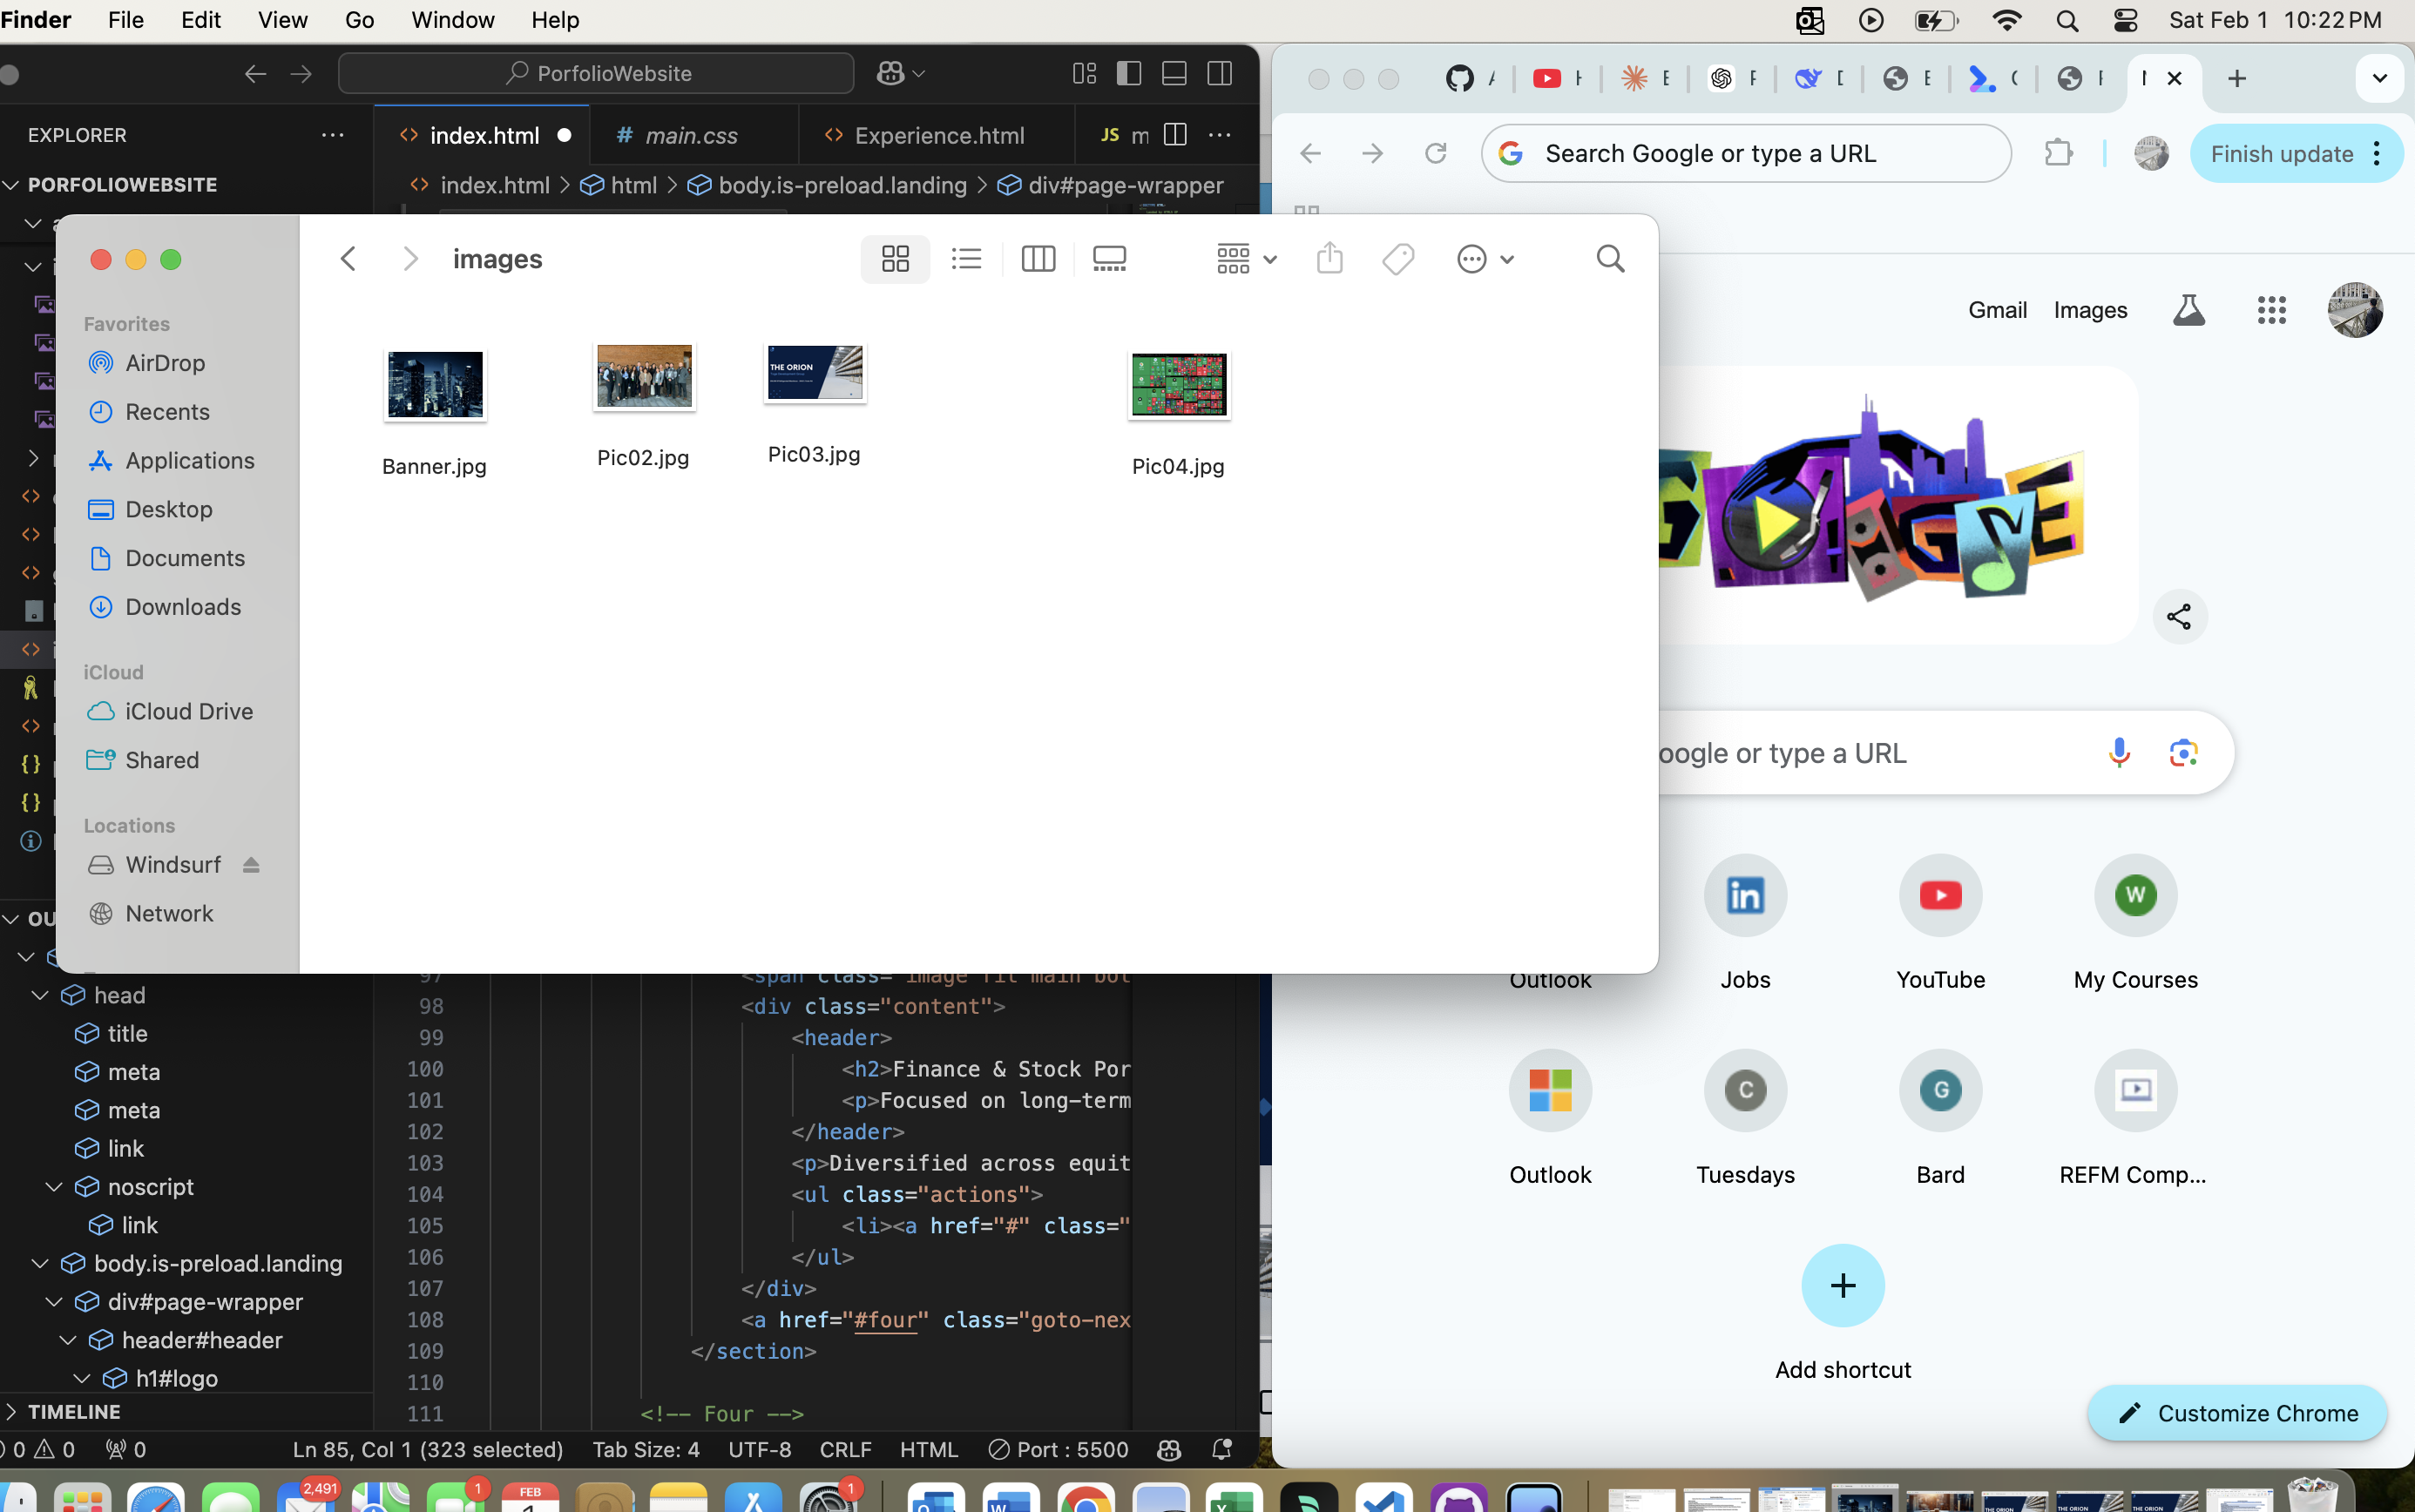 Finder File Edit View Go Window Help
Sat Feb 1 10:22 PM
PorfolioWebsite
EXPLORER
index.html
# main.css
Experience.html
JS m
PORFOLIOWEBSITE
index.html > html > body.is-preload.landing > div#page-wrapper
Search Google or type a URL
Finish update
images
Favorites
AirDrop
Recents
Applications
Desktop
Documents
Downloads
iCloud
iCloud Drive
Shared
Locations
Windsurf
Network
THE ORION
Banner.jpg
Pic02.jpg
Pic03.jpg
Pic04.jpg
Gmail
Images
oogle or type a URL
Outlook
Jobs
YouTube
My Courses
Outlook
Tuesdays
Bard
REFM Comp...
Add shortcut
Customize Chrome
OU
head
title
meta
meta
link
noscript
link
body.is-preload.landing
div#page-wrapper
header#header
h1#logo
TIMELINE
97 <span class="image fit main bot
98 <div class="content">
99 <header>
100 <h2>Finance & Stock Por
101 <p>Focused on long-term
102 </header>
103 <p>Diversified across equit
104 <ul class="actions">
105 <li><a href="#" class="
106 </ul>
107 </div>
108 <a href="#four" class="goto-nex
109 </section>
110
111 <!-- Four -->
0 0 0 Ln 85, Col 1 (323 selected) Tab Size: 4 UTF-8 CRLF HTML Port : 5500
2,491
1
FEB
1